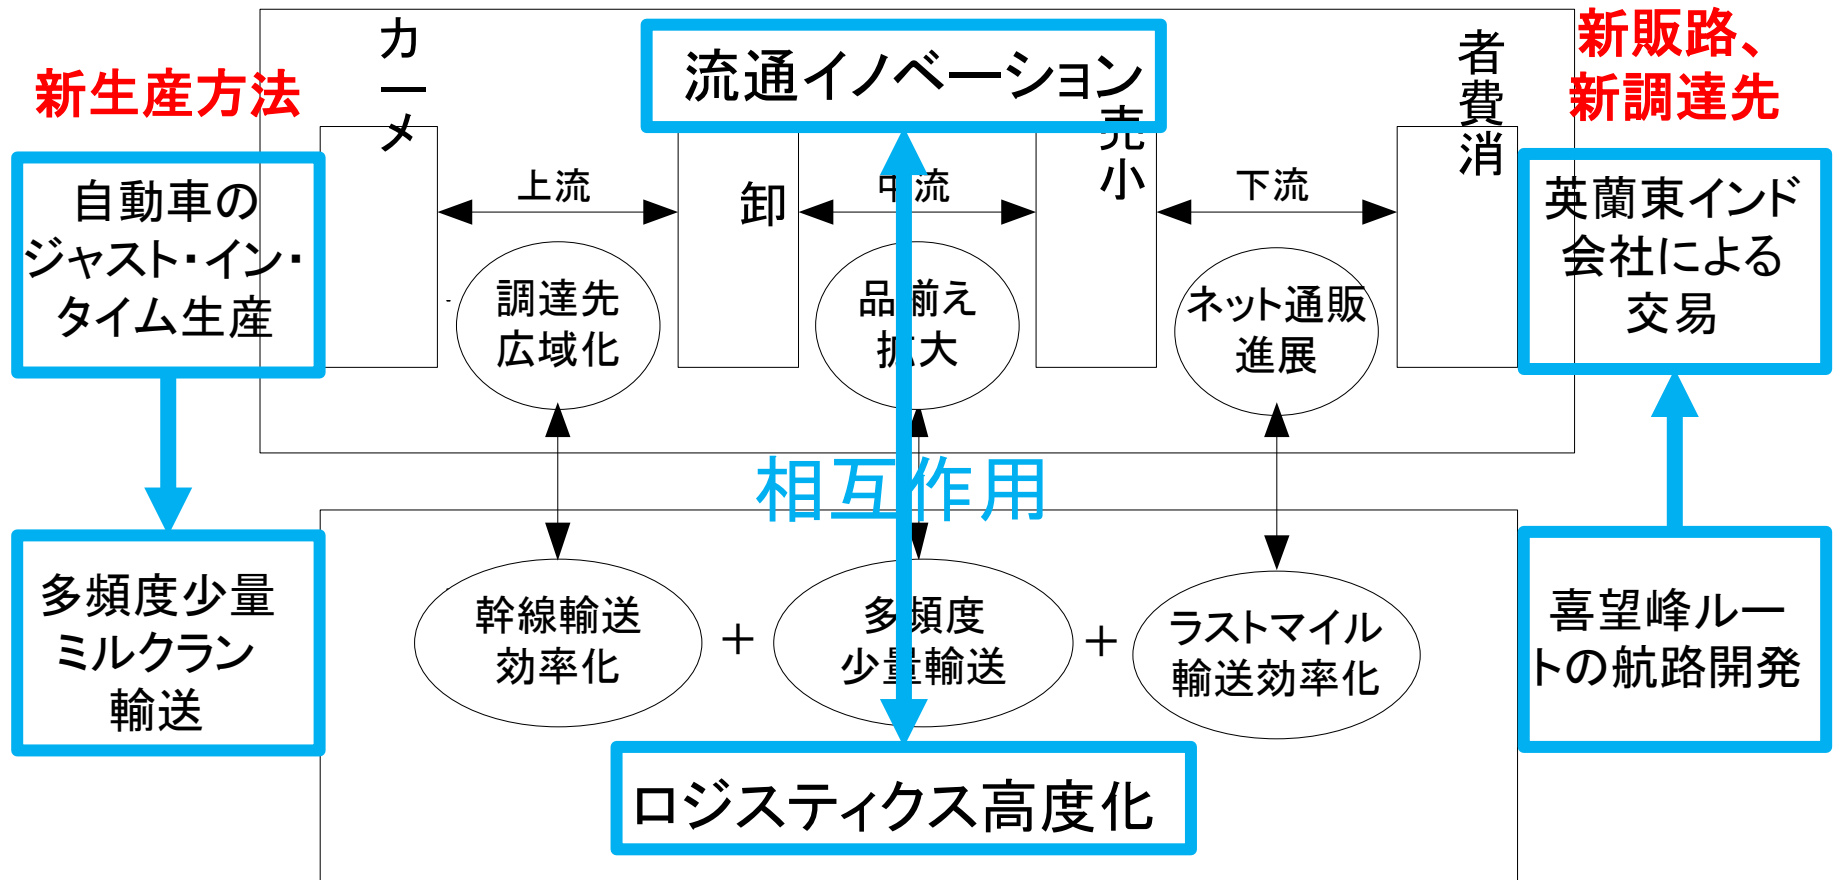 新生産方法
自動車の
ジャスト・イン・
タイム生産
多頻度少量
ミルクラン
輸送
流通イノベーション
カーメ
卸
売小
者費消
上流
中流
下流
調達先
広域化
品揃え
拡大
ネット通販
進展
相互作用
幹線輸送
効率化
＋
多頻度
少量輸送
＋
ラストマイル
輸送効率化
ロジスティクス高度化
新販路、
新調達先
英蘭東インド
会社による
交易
喜望峰ルー
トの航路開発